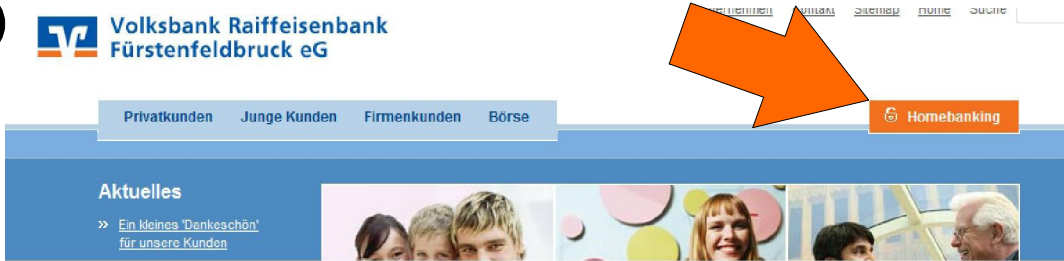 Kontakt Sitemap Home Suche
Volksbank Raiffeisenbank
Fürstenfeldbruck eG
Privatkunden Junge Kunden Firmenkunden Börse
Homebanking
Aktuelles
» Ein kleines 'Dankeschön'
für unsere Kunden